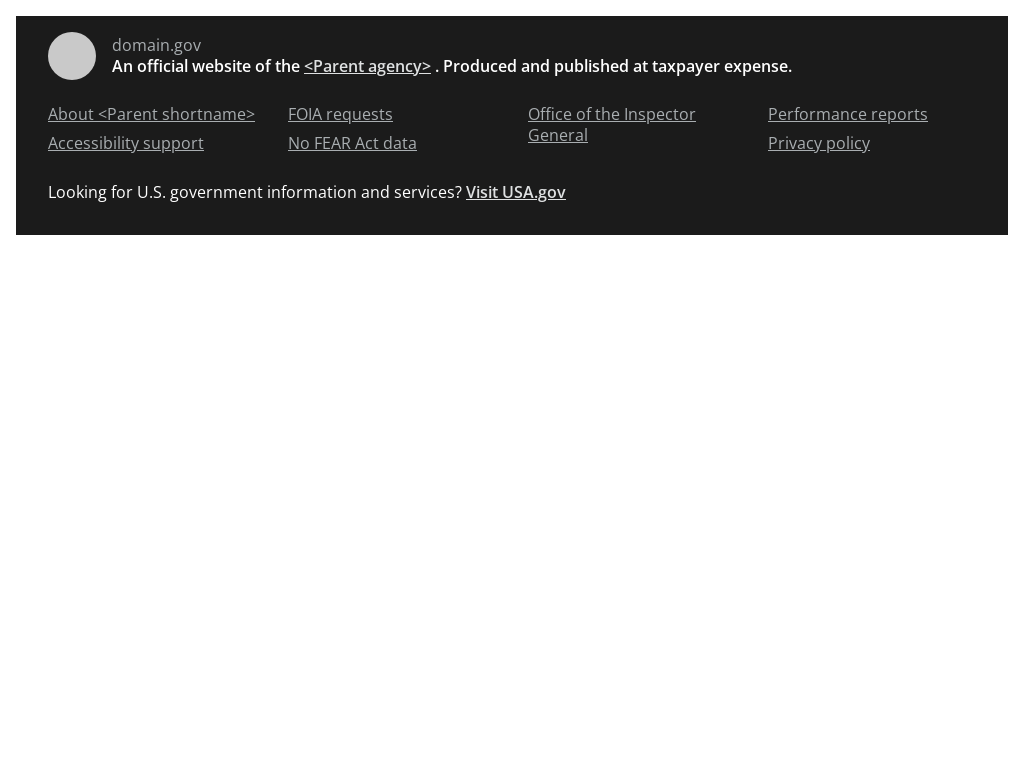 domain.gov
An official website of the <Parent agency> . Produced and published at taxpayer expense.
About <Parent shortname>
Accessibility support
FOIA requests
No FEAR Act data
Office of the Inspector
General
Performance reports
Privacy policy
Looking for U.S. government information and services? Visit USA.gov